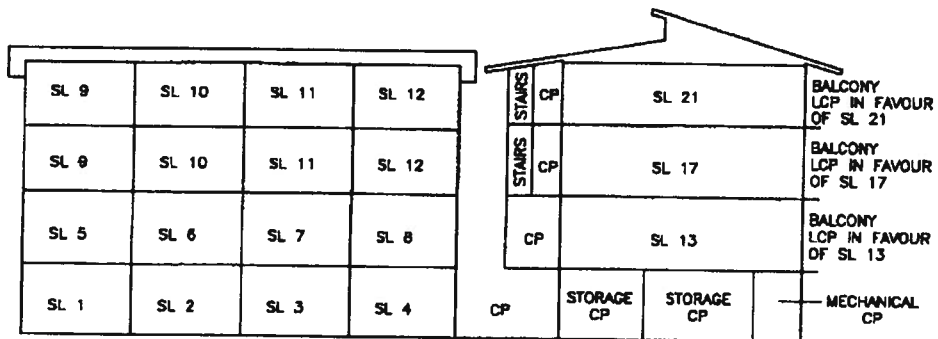 SL 9 SL 10 SL 11 SL 12 STAIRS CP SL 21 BALCONY
LCP IN FAVOUR
OF SL 21
SL 9 SL 10 SL 11 SL 12 STAIRS CP SL 17 BALCONY
LCP IN FAVOUR
OF SL 17
SL 5 SL 6 SL 7 SL 8 CP SL 13 BALCONY
LCP IN FAVOUR
OF SL 13
SL 1 SL 2 SL 3 SL 4 CP STORAGE STORAGE MECHANICAL
CP CP CP